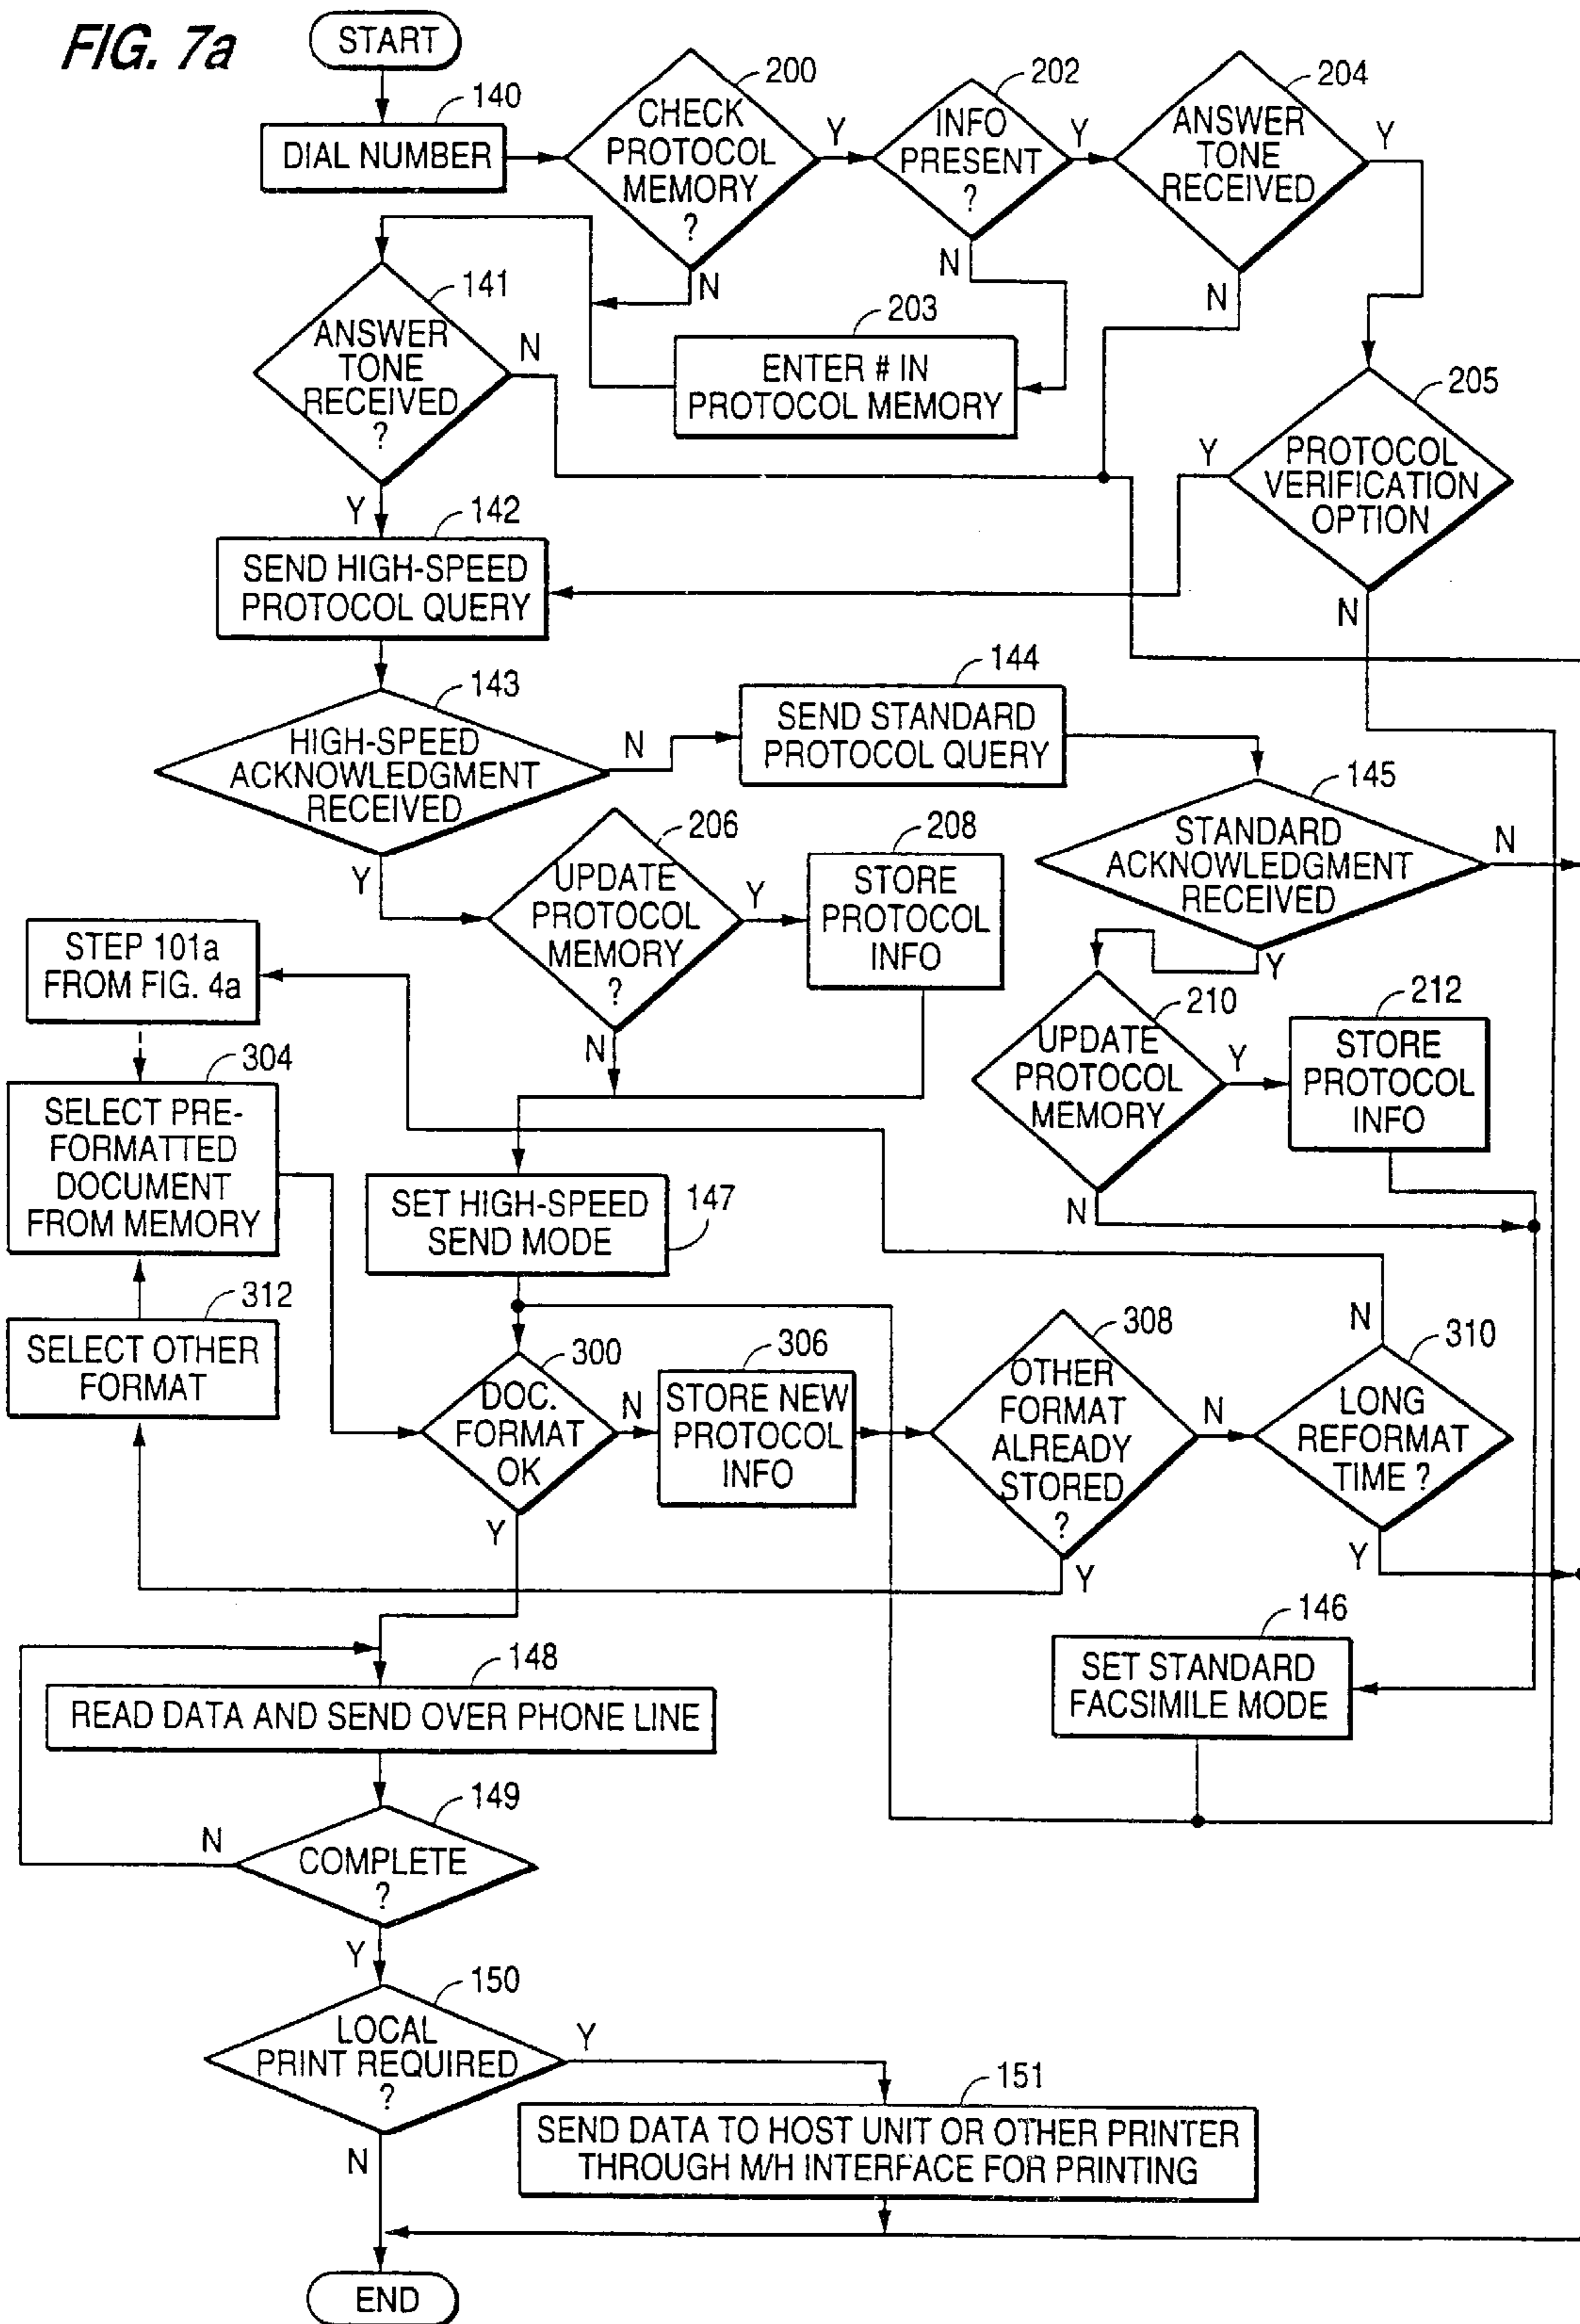 FIG. 7a
START
140
DIAL NUMBER
200
CHECK
PROTOCOL
MEMORY
?
Y
N
202
INFO
PRESENT
?
Y
N
204
ANSWER
TONE
RECEIVED
Y
N
203
ENTER # IN
PROTOCOL MEMORY
141
ANSWER
TONE
RECEIVED
?
N
Y
205
PROTOCOL
VERIFICATION
OPTION
Y
N
142
SEND HIGH-SPEED
PROTOCOL QUERY
143
HIGH-SPEED
ACKNOWLEDGMENT
RECEIVED
N
Y
144
SEND STANDARD
PROTOCOL QUERY
145
STANDARD
ACKNOWLEDGMENT
RECEIVED
N
Y
206
UPDATE
PROTOCOL
MEMORY
?
Y
N
208
STORE
PROTOCOL
INFO
STEP 101a
FROM FIG. 4a
210
UPDATE
PROTOCOL
MEMORY
Y
N
212
STORE
PROTOCOL
INFO
304
SELECT PRE-
FORMATTED
DOCUMENT
FROM MEMORY
147
SET HIGH-SPEED
SEND MODE
312
SELECT OTHER
FORMAT
300
DOC.
FORMAT
OK
N
Y
306
STORE NEW
PROTOCOL
INFO
308
OTHER
FORMAT
ALREADY
STORED
?
N
Y
310
LONG
REFORMAT
TIME ?
N
Y
146
SET STANDARD
FACSIMILE MODE
148
READ DATA AND SEND OVER PHONE LINE
149
COMPLETE
?
N
Y
150
LOCAL
PRINT REQUIRED
?
Y
N
151
SEND DATA TO HOST UNIT OR OTHER PRINTER
THROUGH M/H INTERFACE FOR PRINTING
END